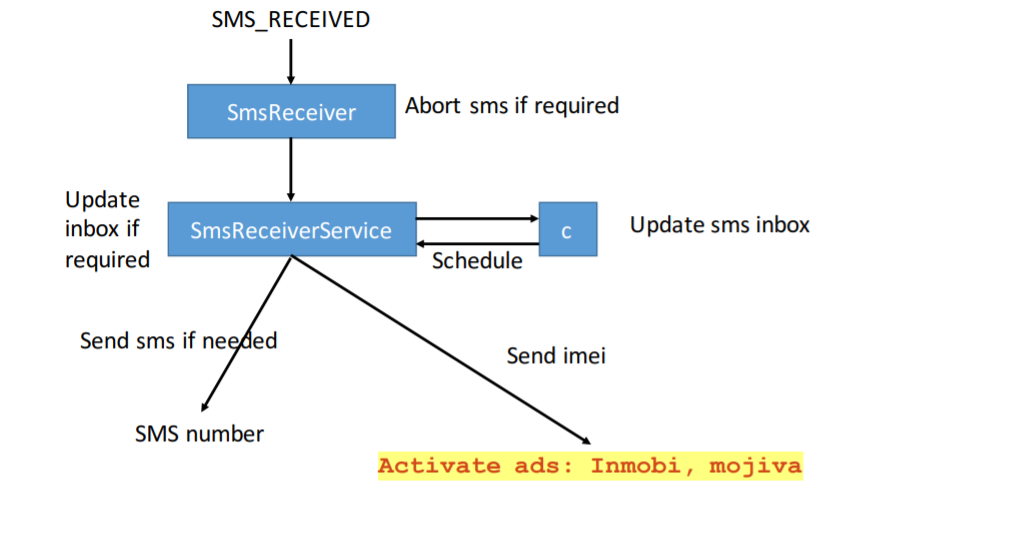 SMS_RECEIVED
SmsReceiver
Abort sms if required
Update
inbox if
required
SmsReceiverService
c
Update sms inbox
Schedule
Send sms if needed
Send imei
SMS number
Activate ads: Inmobi, mojiva